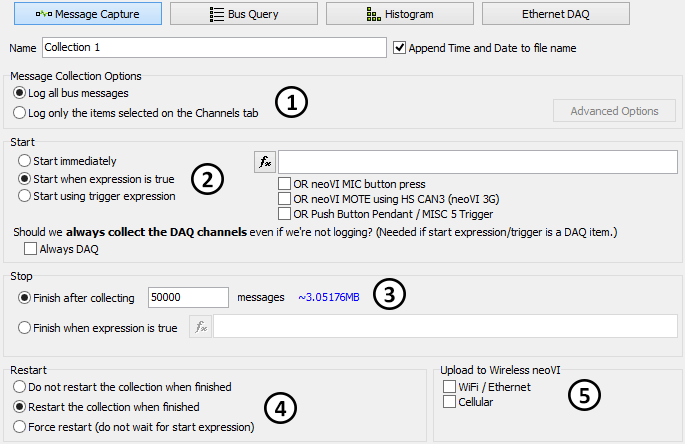 Message Capture Bus Query Histogram Ethernet DAQ
Name Collection 1 Append Time and Date to file name
Message Collection Options
Log all bus messages
1
Log only the items selected on the Channels tab Advanced Options
Start
Start immediately fx
Start when expression is true 2
OR neoVI MIC button press
Start using trigger expression OR neoVI MOTE using HS CAN3 (neoVI 3G)
OR Push Button Pendant / MISC 5 Trigger
Should we always collect the DAQ channels even if we're not logging? (Needed if start expression/trigger is a DAQ item.)
Always DAQ
Stop
Finish after collecting 50000 messages ~3.05176MB 3
Finish when expression is true fx
Restart Upload to Wireless neoVI
Do not restart the collection when finished WiFi / Ethernet
Restart the collection when finished 4 Cellular 5
Force restart (do not wait for start expression)